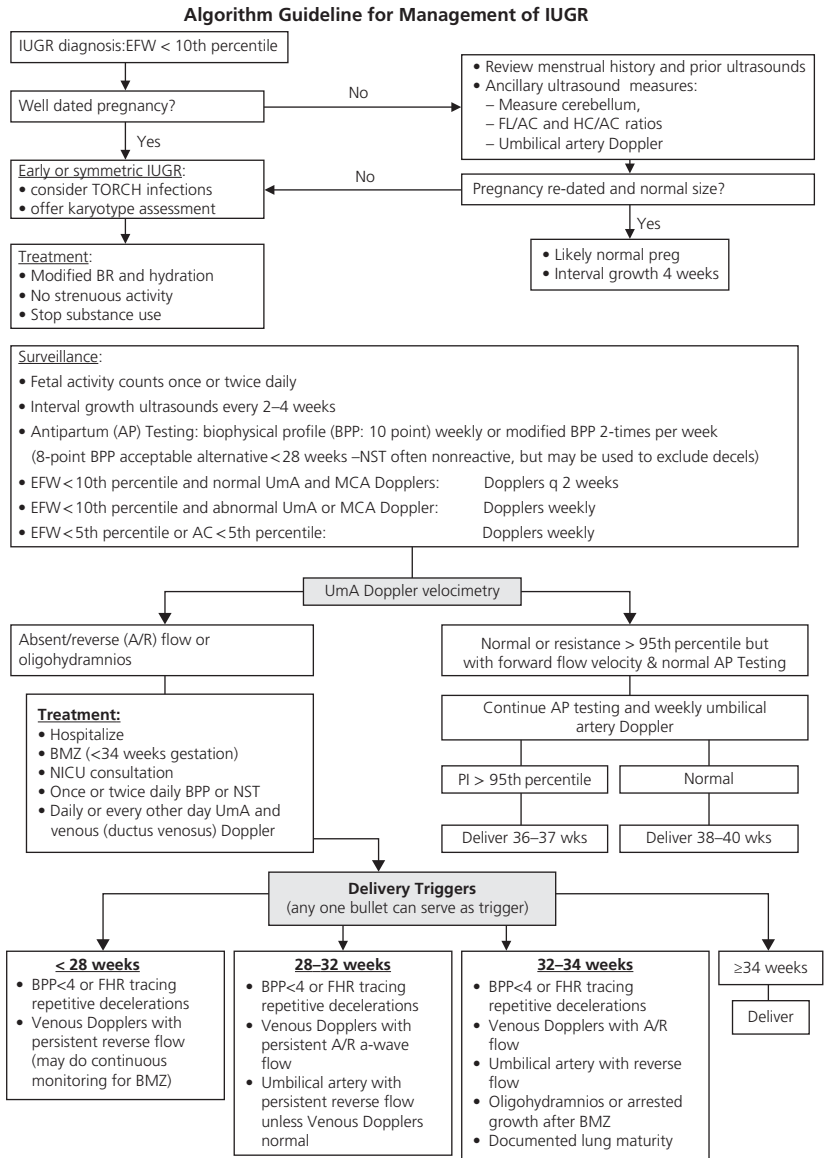 Algorithm Guideline for Management of IUGR
IUGR diagnosis:EFW < 10th percentile
Well dated pregnancy?
No
• Review menstrual history and prior ultrasounds
• Ancillary ultrasound measures:
– Measure cerebellum,
– FL/AC and HC/AC ratios
– Umbilical artery Doppler
Yes
Early or symmetric IUGR:
• consider TORCH infections
• offer karyotype assessment
No
Pregnancy re-dated and normal size?
Yes
• Likely normal preg
• Interval growth 4 weeks
Treatment:
• Modified BR and hydration
• No strenuous activity
• Stop substance use
Surveillance:
• Fetal activity counts once or twice daily
• Interval growth ultrasounds every 2–4 weeks
• Antipartum (AP) Testing: biophysical profile (BPP: 10 point) weekly or modified BPP 2-times per week
(8-point BPP acceptable alternative < 28 weeks –NST often nonreactive, but may be used to exclude decels)
• EFW < 10th percentile and normal UmA and MCA Dopplers: Dopplers q 2 weeks
• EFW < 10th percentile and abnormal UmA or MCA Doppler: Dopplers weekly
• EFW < 5th percentile or AC < 5th percentile: Dopplers weekly
UmA Doppler velocimetry
Absent/reverse (A/R) flow or
oligohydramnios
Normal or resistance > 95th percentile but
with forward flow velocity & normal AP Testing
Treatment:
• Hospitalize
• BMZ (<34 weeks gestation)
• NICU consultation
• Once or twice daily BPP or NST
• Daily or every other day UmA and
venous (ductus venosus) Doppler
Continue AP testing and weekly umbilical
artery Doppler
PI > 95th percentile
Normal
Deliver 36–37 wks
Deliver 38–40 wks
Delivery Triggers
(any one bullet can serve as trigger)
< 28 weeks
• BPP<4 or FHR tracing
repetitive decelerations
• Venous Dopplers with
persistent reverse flow
(may do continuous
monitoring for BMZ)
28–32 weeks
• BPP<4 or FHR tracing
repetitive decelerations
• Venous Dopplers with
persistent A/R a-wave
flow
• Umbilical artery with
persistent reverse flow
unless Venous Dopplers
normal
32–34 weeks
• BPP<4 or FHR tracing
repetitive decelerations
• Venous Dopplers with A/R
flow
• Umbilical artery with reverse
flow
• Oligohydramnios or arrested
growth after BMZ
• Documented lung maturity
≥34 weeks
Deliver